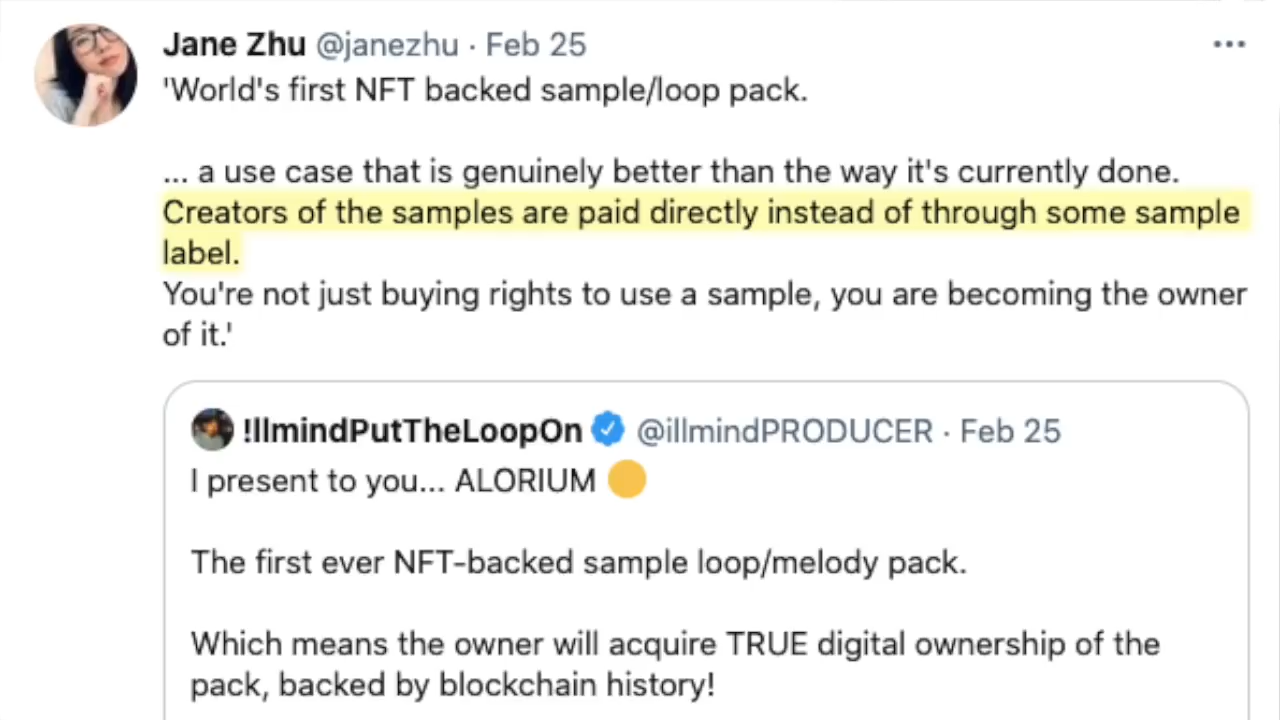 Jane Zhu @janezhu · Feb 25
'World's first NFT backed sample/loop pack.
... a use case that is genuinely better than the way it's currently done.
Creators of the samples are paid directly instead of through some sample
label.
You're not just buying rights to use a sample, you are becoming the owner
of it.'
!llmindPutTheLoopOn @illmindPRODUCER · Feb 25
I present to you... ALORIUM
The first ever NFT-backed sample loop/melody pack.
Which means the owner will acquire TRUE digital ownership of the
pack, backed by blockchain history!